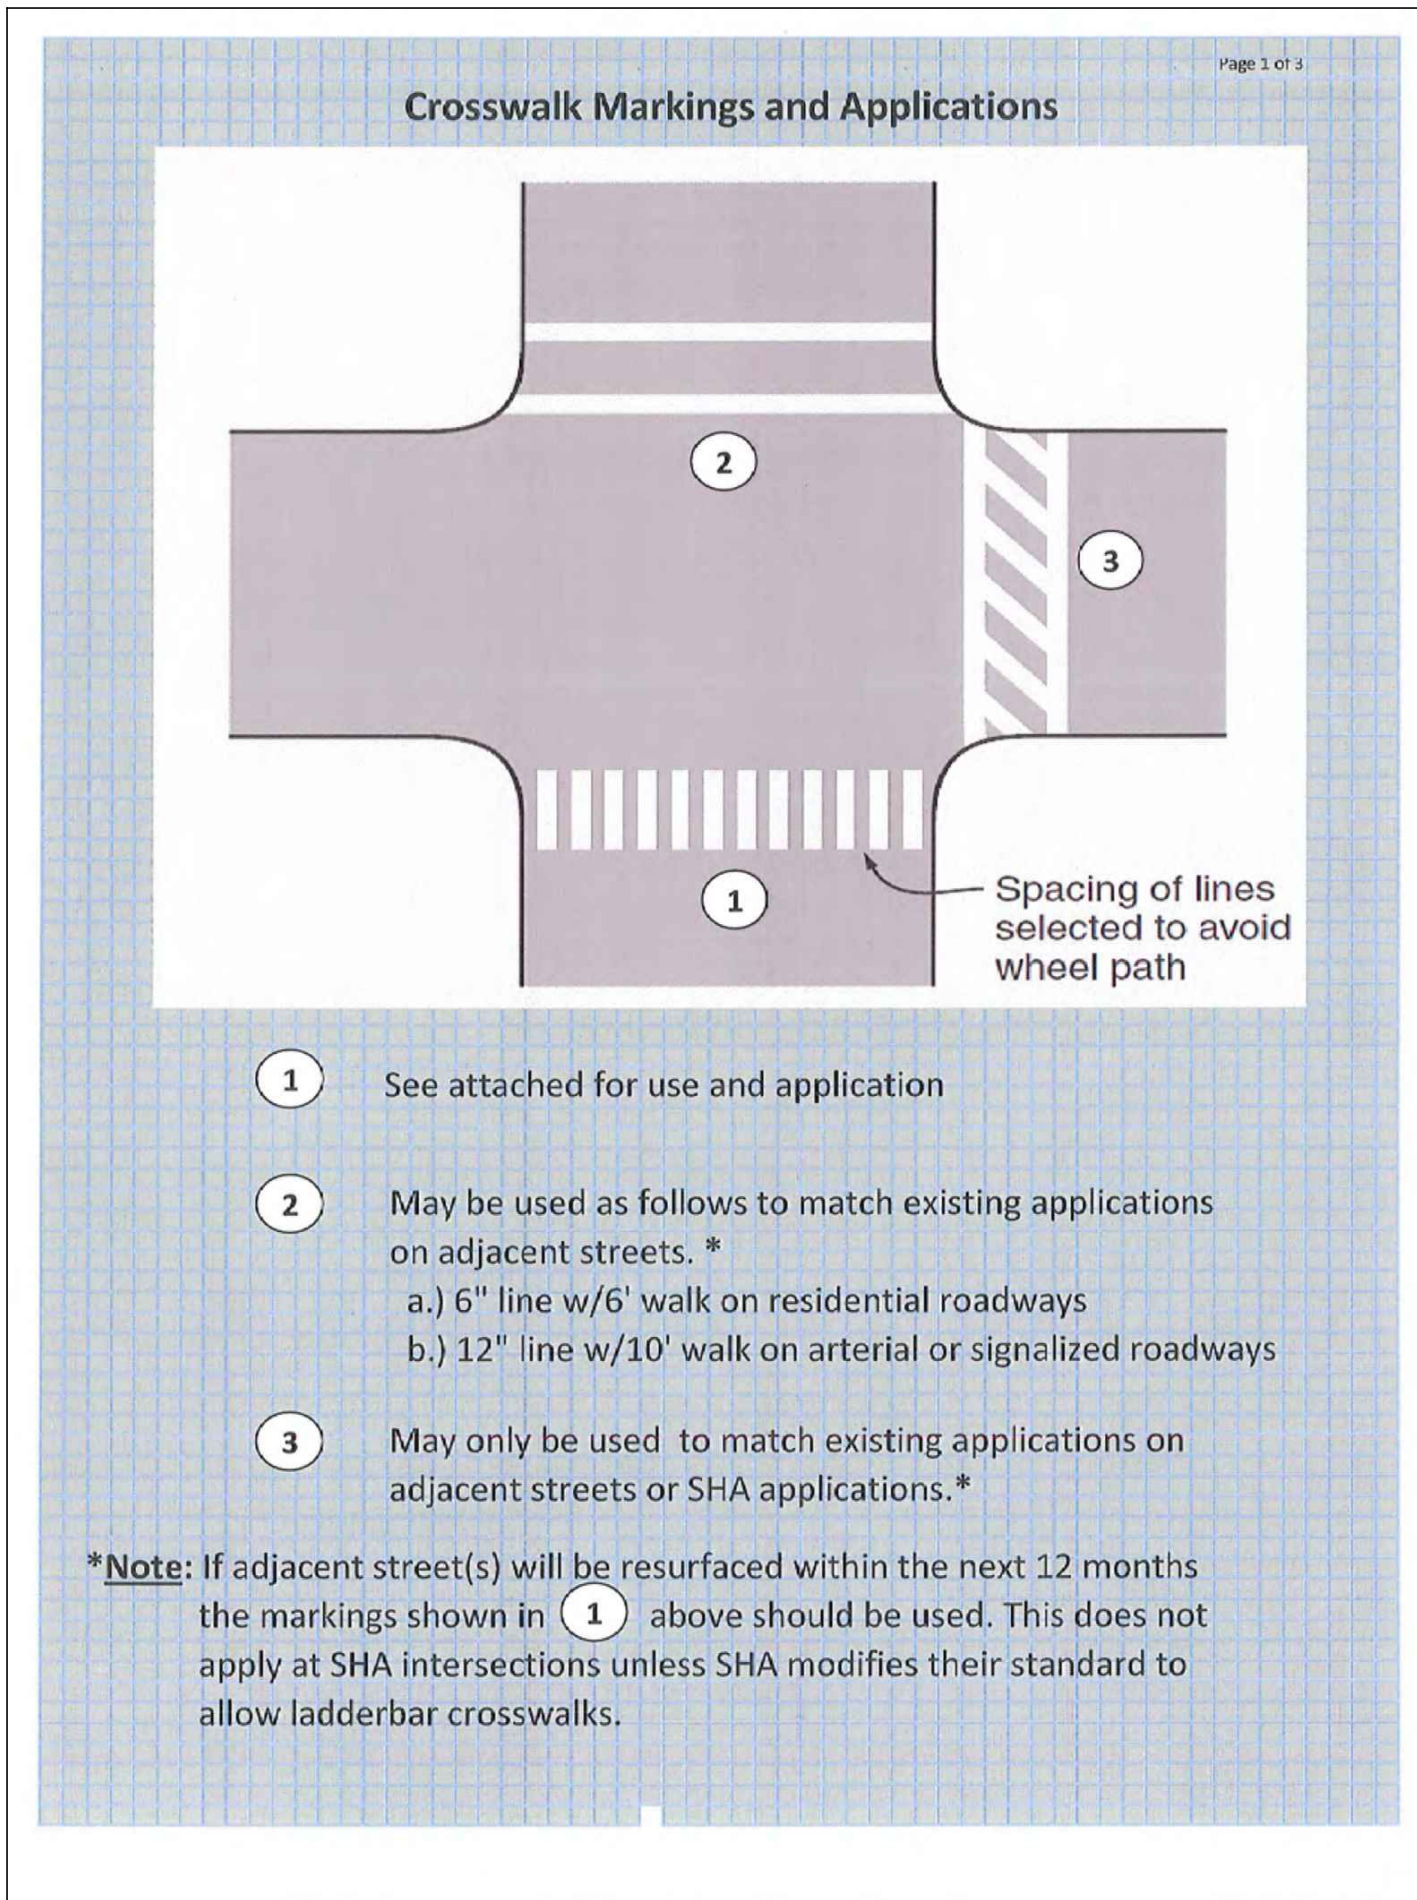 Page 1 of 3
Crosswalk Markings and Applications
2
3
1
Spacing of lines
selected to avoid
wheel path
1 See attached for use and application
2 May be used as follows to match existing applications
on adjacent streets. *
a.) 6" line w/6' walk on residential roadways
b.) 12" line w/10' walk on arterial or signalized roadways
3 May only be used to match existing applications on
adjacent streets or SHA applications.*
*Note: If adjacent street(s) will be resurfaced within the next 12 months
the markings shown in 1 above should be used. This does not
apply at SHA intersections unless SHA modifies their standard to
allow ladderbar crosswalks.